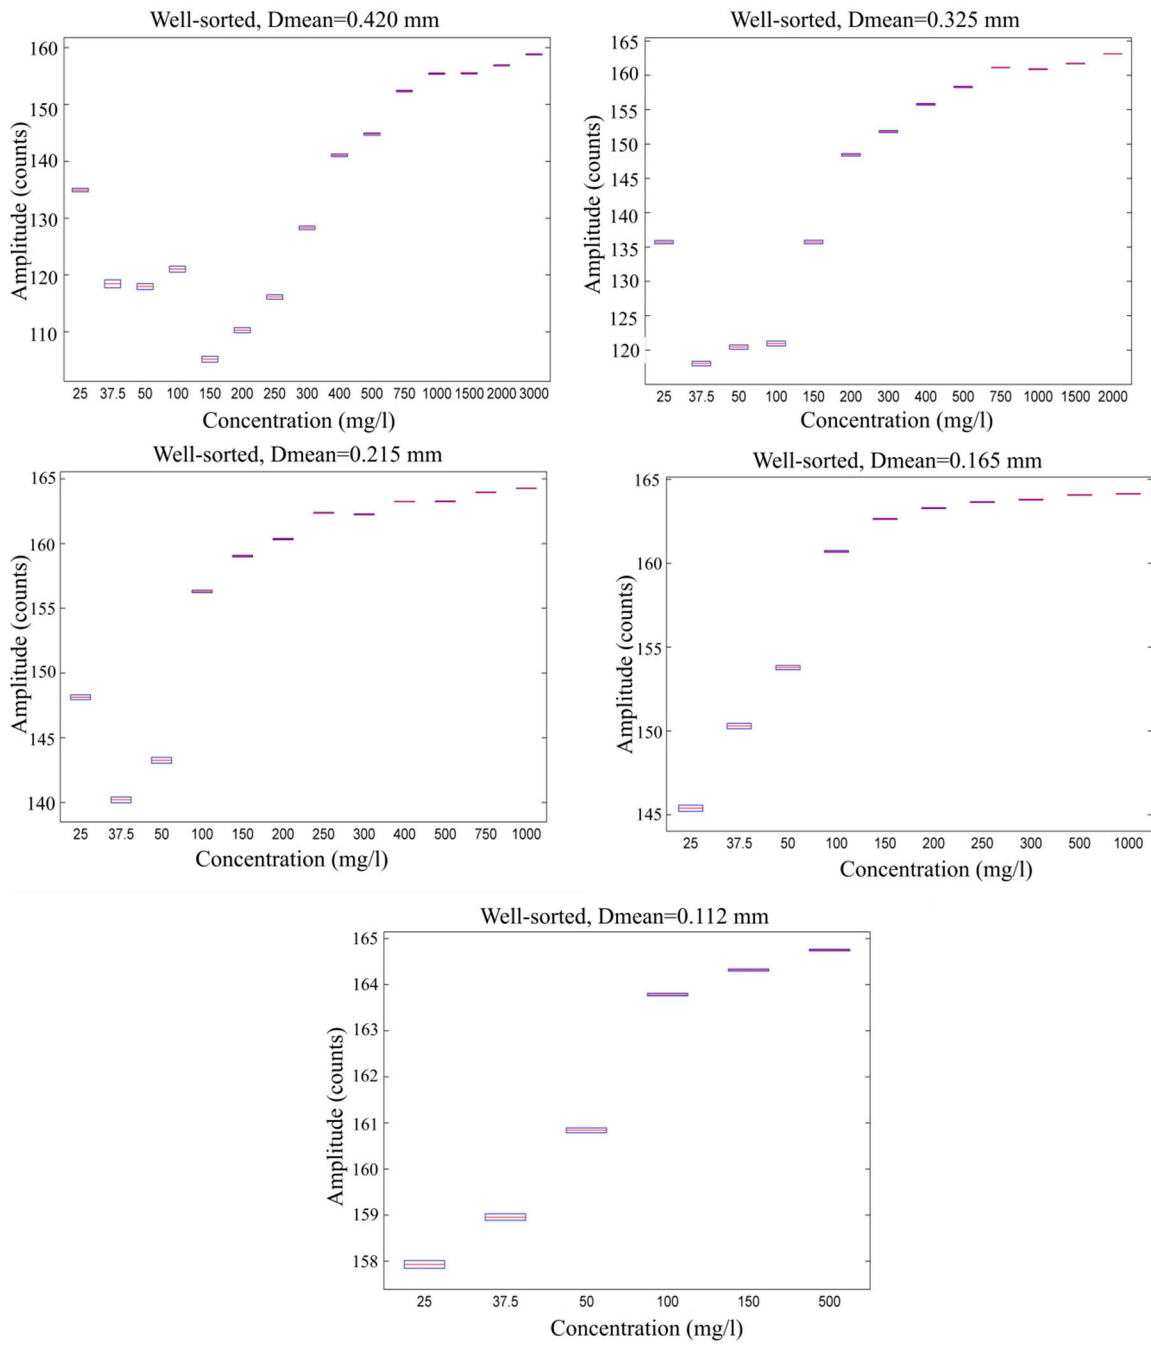 Well-sorted, Dmean=0.420 mm
160
150
140
130
120
110
Amplitude (counts)
25 37.5 50 100 150 200 250 300 400 500 750 1000 1500 2000 3000
Concentration (mg/l)
Well-sorted, Dmean=0.325 mm
165
160
155
150
145
140
135
130
125
120
Amplitude (counts)
25 37.5 50 100 150 200 300 400 500 750 1000 1500 2000
Concentration (mg/l)
Well-sorted, Dmean=0.215 mm
165
160
155
150
145
140
Amplitude (counts)
25 37.5 50 100 150 200 250 300 400 500 750 1000
Concentration (mg/l)
Well-sorted, Dmean=0.165 mm
165
160
155
150
145
Amplitude (counts)
25 37.5 50 100 150 200 250 300 500 1000
Concentration (mg/l)
Well-sorted, Dmean=0.112 mm
165
164
163
162
161
160
159
158
Amplitude (counts)
25 37.5 50 100 150 500
Concentration (mg/l)